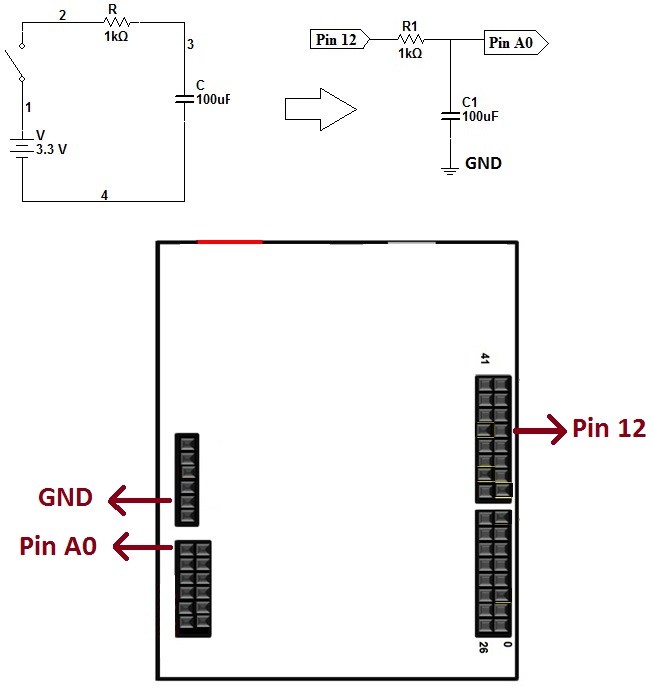 2
R
1kΩ
3
C
100uF
1
V
3.3 V
4
Pin 12
R1
1kΩ
Pin A0
C1
100uF
GND
41
Pin 12
GND
Pin A0
26
0